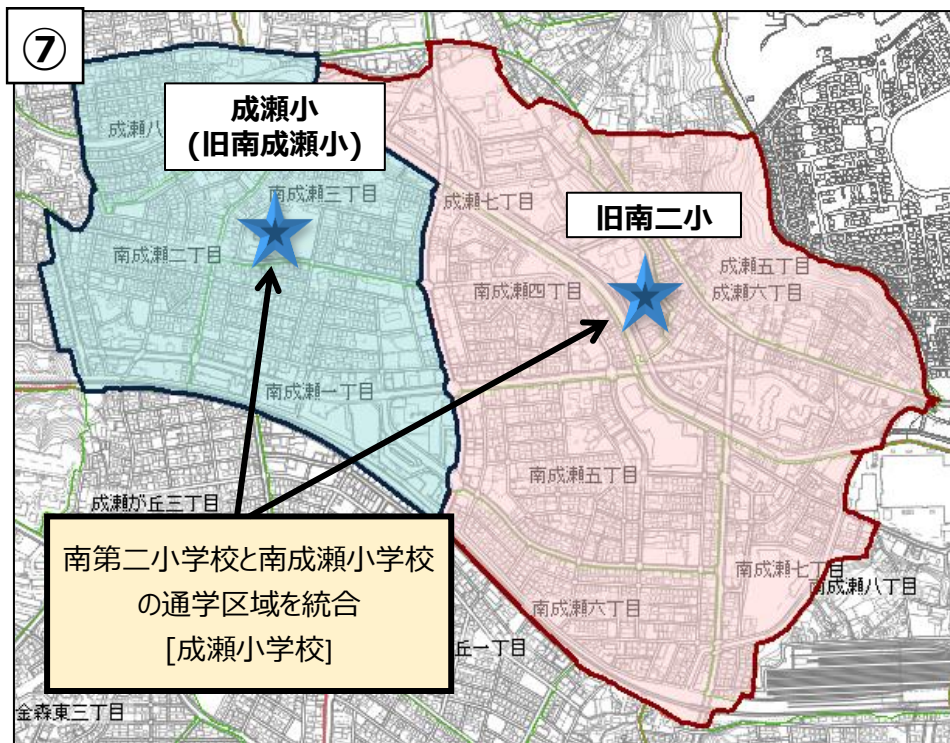 ⑦
成瀬小
(旧南成瀬小)
成瀬八
南成瀬三丁目
成瀬七丁目
旧南二小
南成瀬二丁目
成瀬五丁目
南成瀬四丁目
成瀬六丁目
南成瀬一丁目
南成瀬五丁目
成瀬が丘三丁目
南第二小学校と南成瀬小学校
の通学区域を統合
[成瀬小学校]
南成瀬七丁目
南成瀬八丁目
南成瀬六丁目
丘一丁目
金森東三丁目